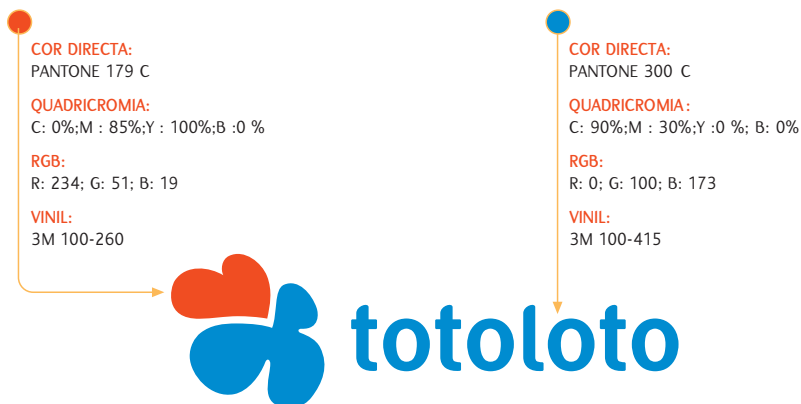 COR DIRECTA:
PANTONE 179 C
QUADRICROMIA:
C: 0%;M : 85%;Y : 100%;B :0 %
RGB:
R: 234; G: 51; B: 19
VINIL:
3M 100-260
COR DIRECTA:
PANTONE 300 C
QUADRICROMIA:
C: 90%;M : 30%;Y :0 %; B: 0%
RGB:
R: 0; G: 100; B: 173
VINIL:
3M 100-415
totoloto